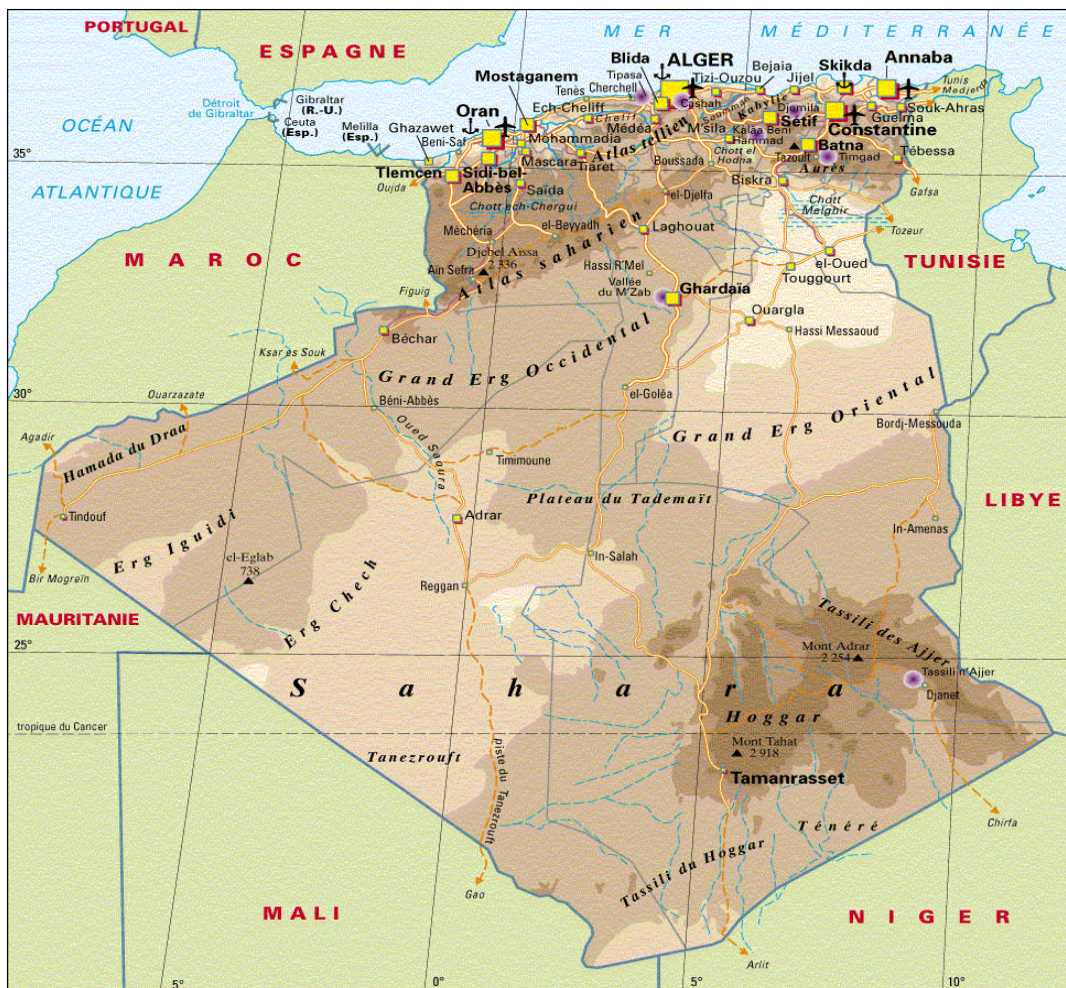 PORTUGAL
ESPAGNE
MER MÉDITERRANÉE
OCÉAN
ATLANTIQUE
Détroit
de Gibraltar
Gibraltar
(R.-U.)
Ceuta
(Esp.)
Melilla
(Esp.)
Ghazawet
Beni-Saf
Oran
Mostaganem
Tenès
Cherchell
Tipasa
Blida
ALGER
Casbah
Tizi-Ouzou
Bejaia
Jijel
Skikda
Annaba
Tunis
Medjerda
Ech-Cheliff
Chelif
Médéa
Soummam
Kabylie
Djemila
Souk-Ahras
Guelma
Sétif
Constantine
M'sila
Kalâa Beni
Hammad
Mohammadia
Mascara
Tiaret
Atlas tellien
Boussada
Chott el
Hodna
Batna
Tazoult
Timgad
Aurès
Tébessa
35°
Tlemcen
Sidi-bel-
Abbès
Saïda
Oujda
Chott ech-Chergui
el-Djelfa
Biskra
Gafsa
Chott
Melghir
Tozeur
Méchéria
el-Beyyadh
Laghouat
MAROC
Djebel Aïssa
2 336
Aïn Sefra
Atlas saharien
Hassi R'Mel
Vallée
du M'Zab
Ghardaïa
el-Oued
Touggourt
TUNISIE
Figuig
Béchar
Ouargla
Hassi Messaoud
Ksar es Souk
Grand Erg Occidental
Ouarzazate
30°
Béni-Abbès
el-Goléa
Grand Erg Oriental
Bordj-Messouda
Agadir
Hamada du Draa
Oued Saoura
Timimoune
Plateau du Tademaït
LIBYE
Tindouf
Erg Iguidi
Adrar
In-Amenas
el-Eglab
738
In-Salah
Bir Mogreïn
Reggan
Erg Chech
MAURITANIE
25°
Tassili des Ajjer
Mont Adrar
2 254
Tassili n'Ajjer
Djanet
Sahara
Hoggar
tropique du Cancer
Tanezrouft
piste du Tanezrouft
Mont Tahat
2 918
Tamanrasset
Chirfa
Ténéré
Tassili du Hoggar
Gao
MALI
NIGER
Arlit
5°
0°
5°
10°